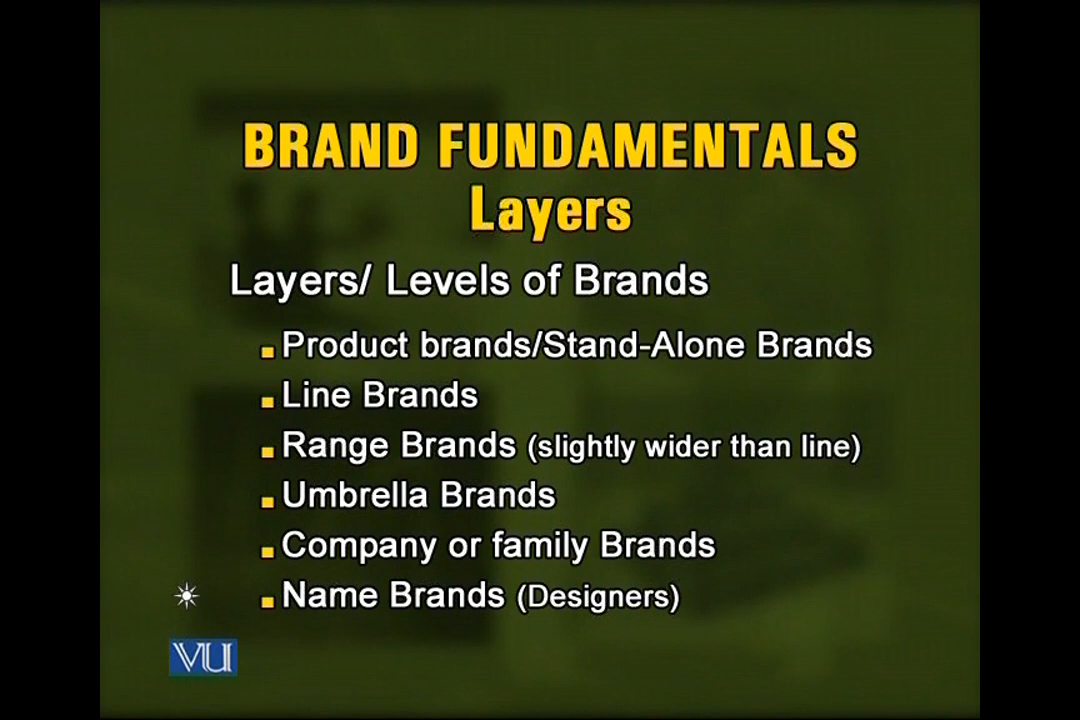 BRAND FUNDAMENTALS
Layers
Layers/ Levels of Brands
Product brands/Stand-Alone Brands
Line Brands
Range Brands (slightly wider than line)
Umbrella Brands
Company or family Brands
Name Brands (Designers)
VU